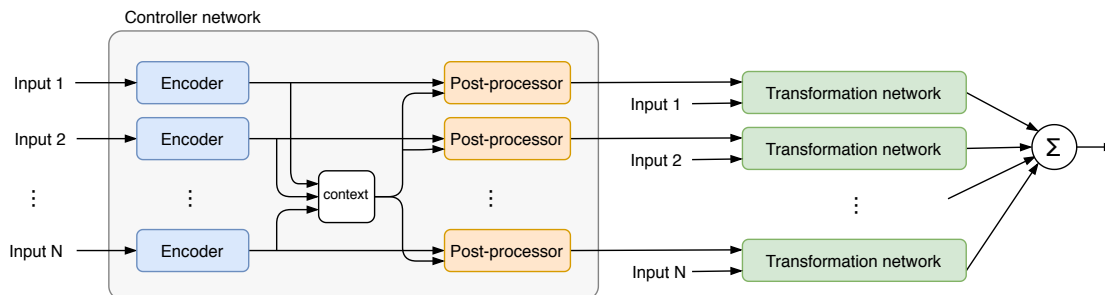 Controller network
Input 1
Encoder
Post-processor
Input 1
Transformation network
Input 2
Encoder
Post-processor
Input 2
Transformation network
Σ
⋮
⋮
context
⋮
⋮
Input N
Encoder
Post-processor
Input N
Transformation network